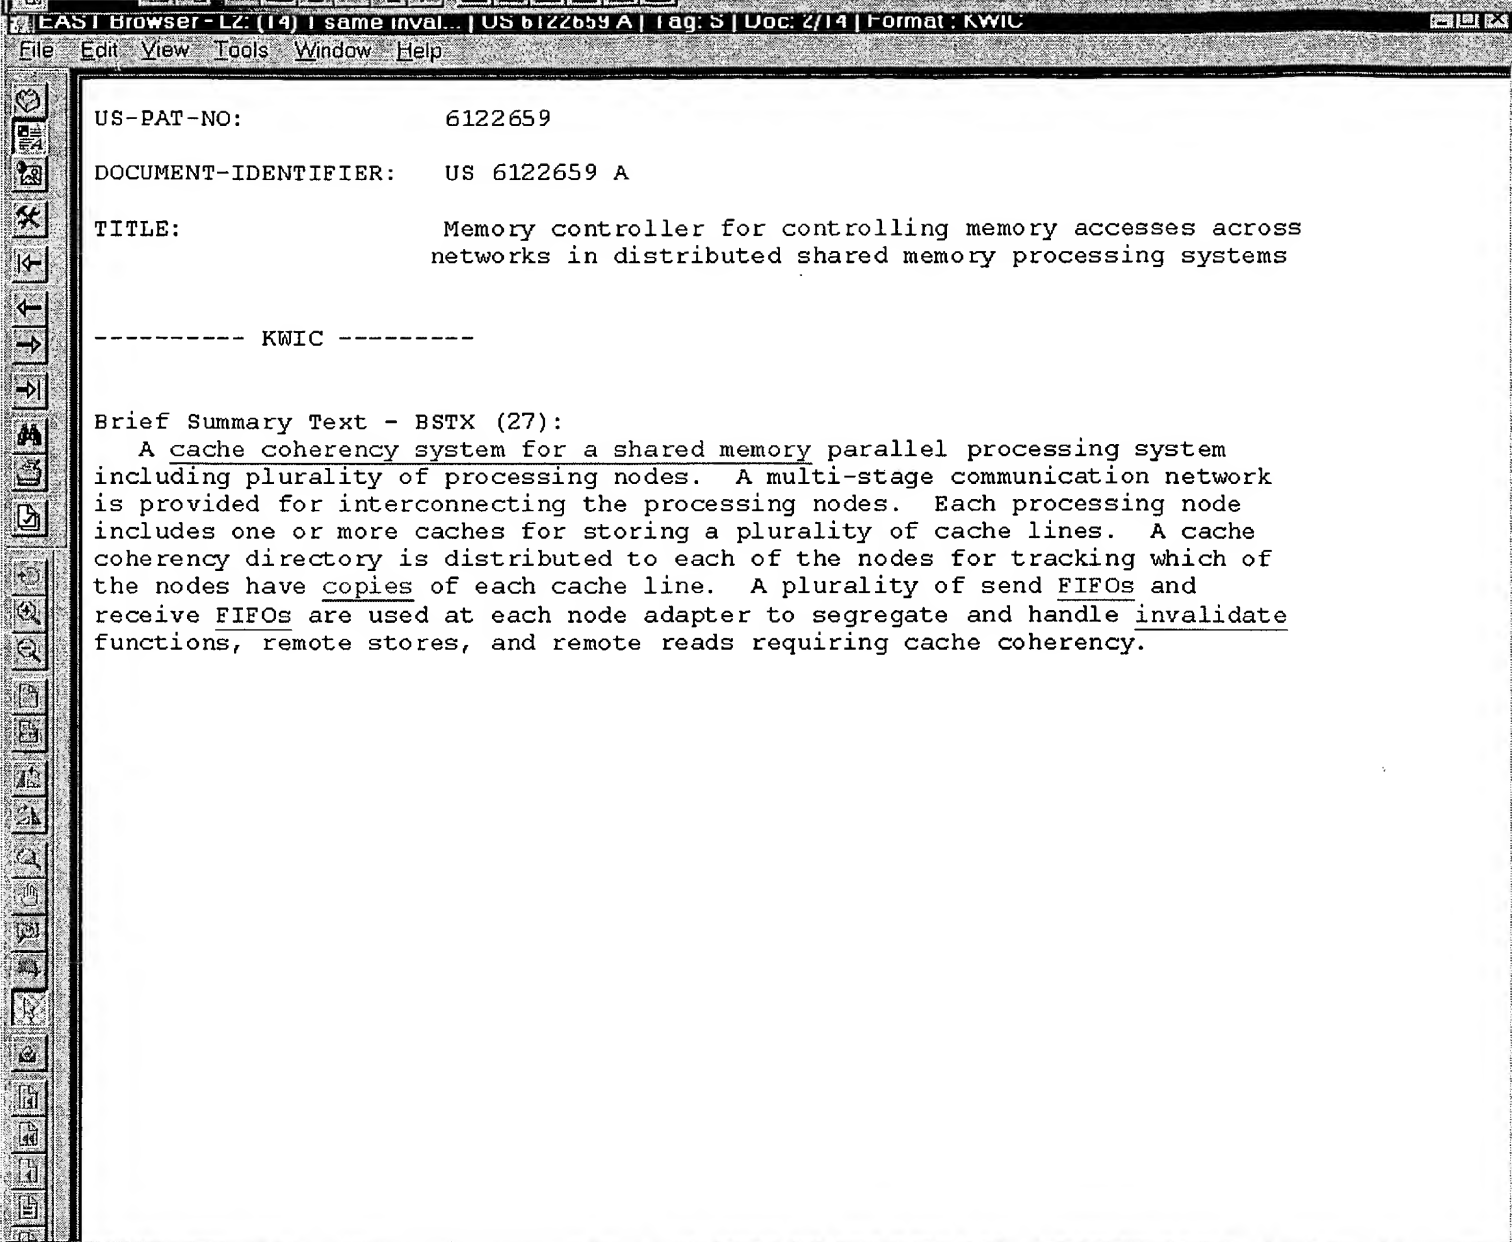 EAST Browser - L2: (14) 1 same inval... | US 6122659 A | Tag: S | Doc: 2/14 | Format : KWIC
File Edit View Tools Window Help
US-PAT-NO: 6122659
DOCUMENT-IDENTIFIER: US 6122659 A
TITLE: Memory controller for controlling memory accesses across
networks in distributed shared memory processing systems
---------- KWIC ---------
Brief Summary Text - BSTX (27):
A cache coherency system for a shared memory parallel processing system
including plurality of processing nodes. A multi-stage communication network
is provided for interconnecting the processing nodes. Each processing node
includes one or more caches for storing a plurality of cache lines. A cache
coherency directory is distributed to each of the nodes for tracking which of
the nodes have copies of each cache line. A plurality of send FIFOs and
receive FIFOs are used at each node adapter to segregate and handle invalidate
functions, remote stores, and remote reads requiring cache coherency.